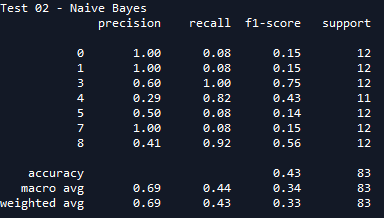 Test 02 - Naive Bayes
precision recall f1-score support
0 1.00 0.08 0.15 12
1 1.00 0.08 0.15 12
3 0.60 1.00 0.75 12
4 0.29 0.82 0.43 11
5 0.50 0.08 0.14 12
7 1.00 0.08 0.15 12
8 0.41 0.92 0.56 12
accuracy 0.43 83
macro avg 0.69 0.44 0.34 83
weighted avg 0.69 0.43 0.33 83